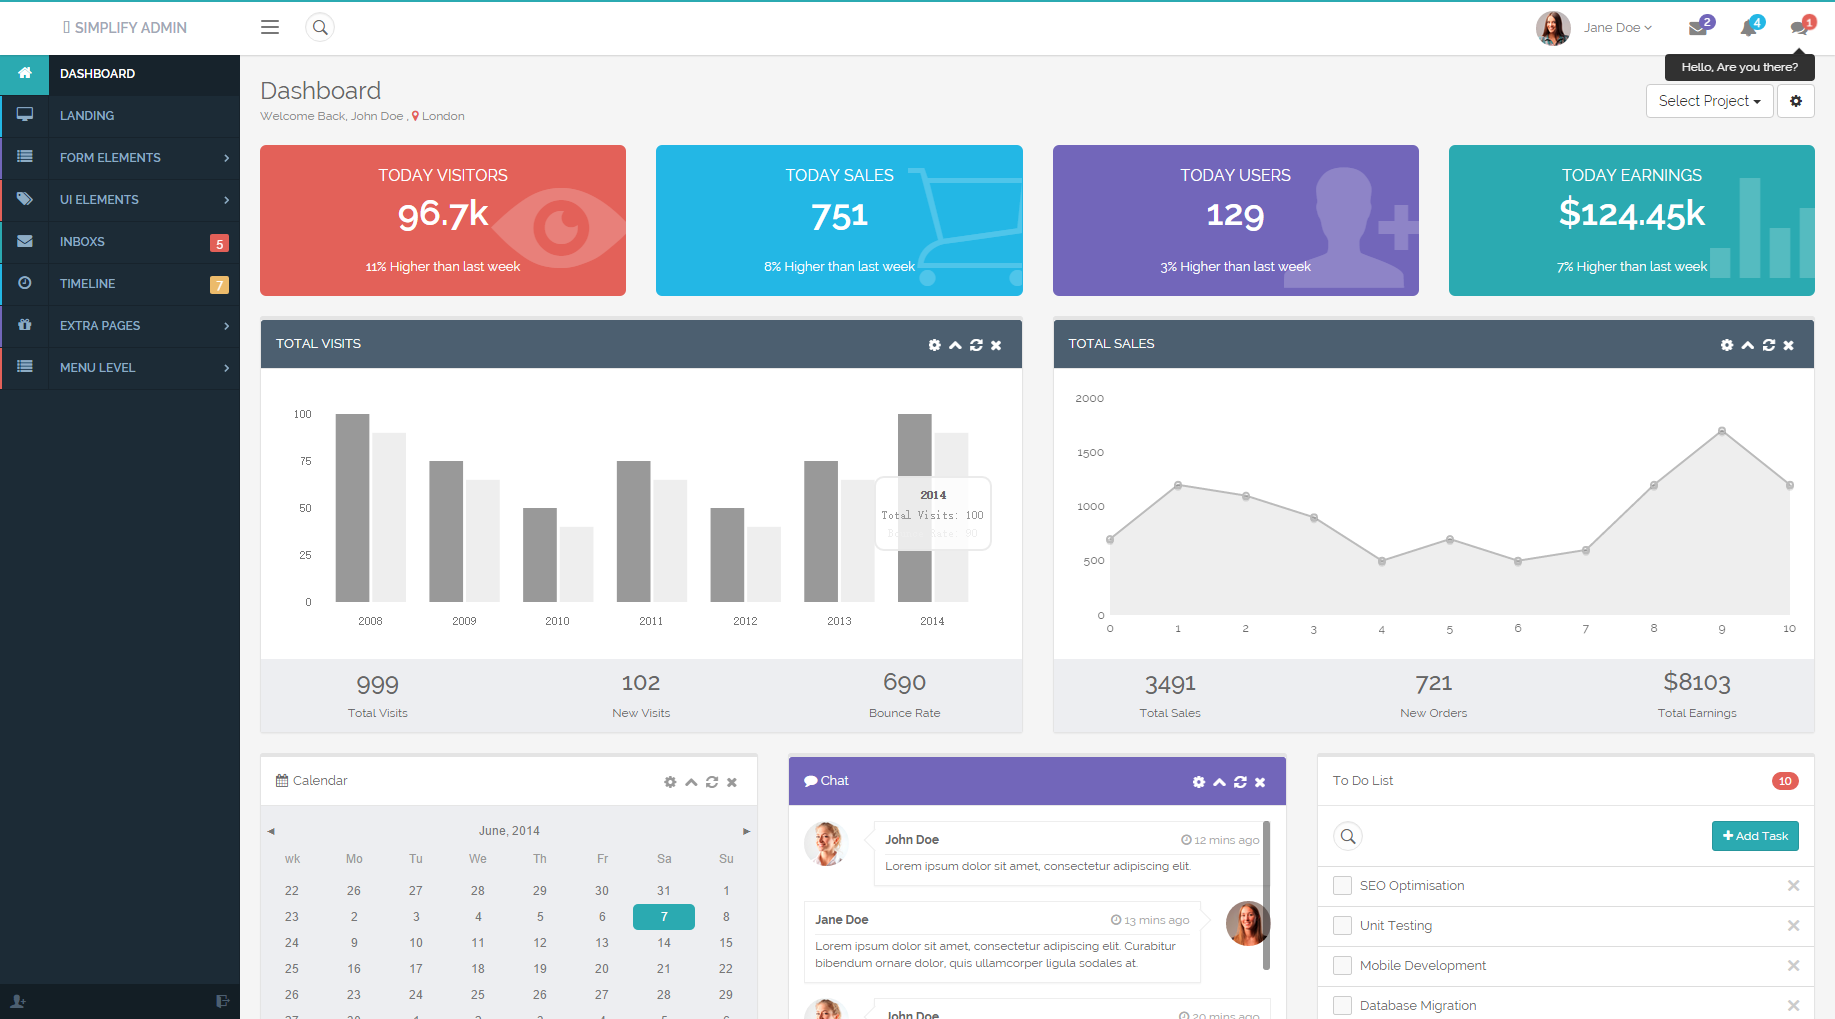 SIMPLIFY ADMIN
Jane Doe
2
4
1
Hello, Are you there?
DASHBOARD
LANDING
FORM ELEMENTS
UI ELEMENTS
INBOXS
5
TIMELINE
7
EXTRA PAGES
MENU LEVEL
Dashboard
Welcome Back, John Doe , London
Select Project
TODAY VISITORS
96.7k
11% Higher than last week
TODAY SALES
751
8% Higher than last week
TODAY USERS
129
3% Higher than last week
TODAY EARNINGS
$124.45k
7% Higher than last week
TOTAL VISITS
100
75
50
25
0
2008 2009 2010 2011 2012 2013 2014
2014
Total Visits: 100
999
Total Visits
102
New Visits
690
Bounce Rate
TOTAL SALES
2000
1500
1000
500
0
0 1 2 3 4 5 6 7 8 9 10
3491
Total Sales
721
New Orders
$8103
Total Earnings
Calendar
June, 2014
wk Mo Tu We Th Fr Sa Su
22 26 27 28 29 30 31 1
23 2 3 4 5 6 7 8
24 9 10 11 12 13 14 15
25 16 17 18 19 20 21 22
26 23 24 25 26 27 28 29
Chat
John Doe
12 mins ago
Lorem ipsum dolor sit amet, consectetur adipiscing elit.
Jane Doe
13 mins ago
Lorem ipsum dolor sit amet, consectetur adipiscing elit. Curabitur
bibendum ornare dolor, quis ullamcorper ligula sodales at.
John Doe
20 mins ago
To Do List
10
Add Task
SEO Optimisation
Unit Testing
Mobile Development
Database Migration